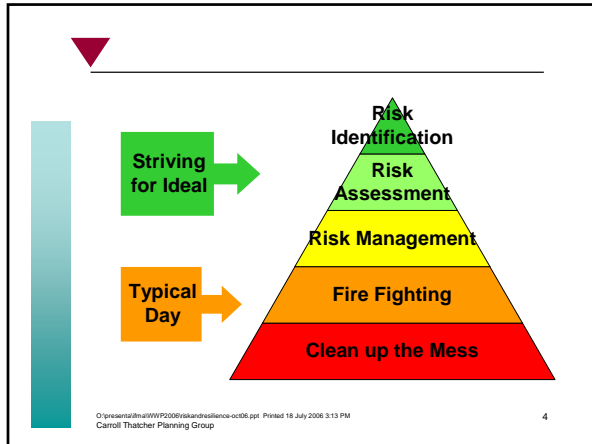 Risk
Identification
Striving
for Ideal
Risk
Assessment
Risk Management
Typical
Day
Fire Fighting
Clean up the Mess
O:\presenta\ifma\WWP2006\riskandresilience-oct06.ppt Printed 18 July 2006 3:13 PM
Carroll Thatcher Planning Group
4